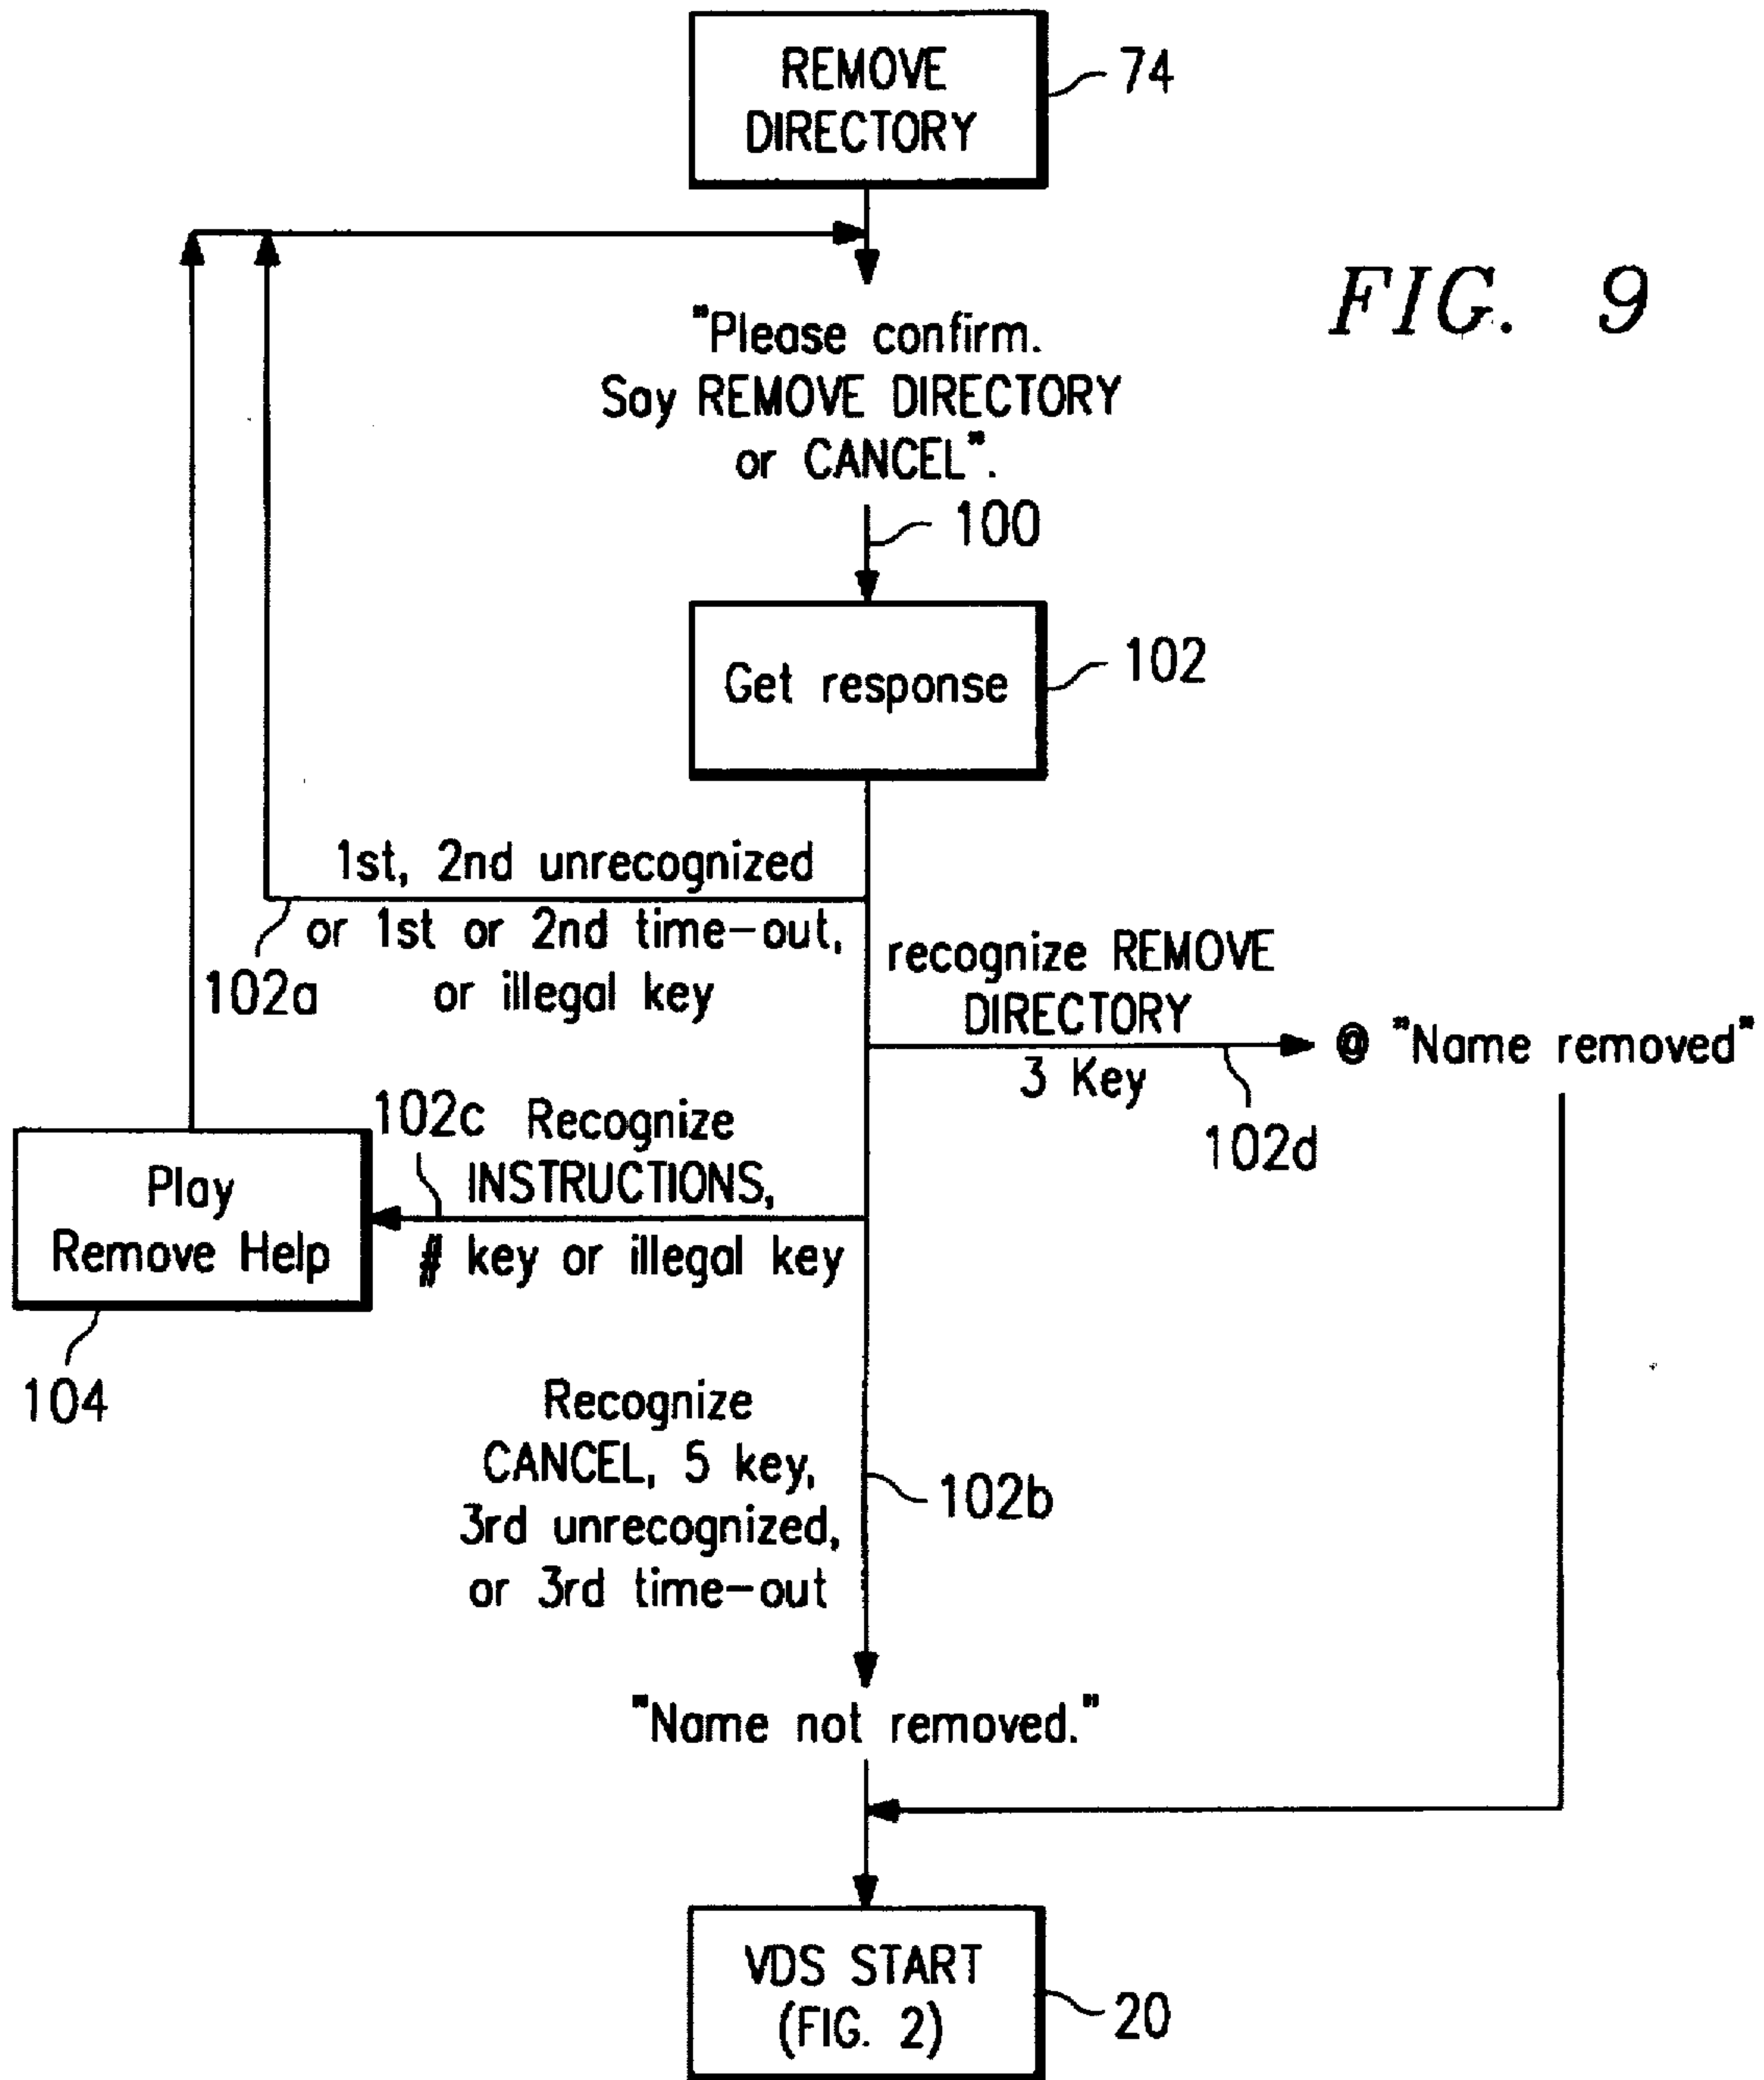 REMOVE
DIRECTORY
74
FIG. 9
"Please confirm.
Say REMOVE DIRECTORY
or CANCEL".
100
Get response
102
1st, 2nd unrecognized
or 1st or 2nd time-out,
or illegal key
102a
recognize REMOVE
DIRECTORY
3 Key
102d
@ "Name removed"
102c
Recognize
INSTRUCTIONS,
# key or illegal key
Play
Remove Help
104
Recognize
CANCEL, 5 key,
3rd unrecognized,
or 3rd time-out
102b
"Name not removed."
VDS START
(FIG. 2)
20